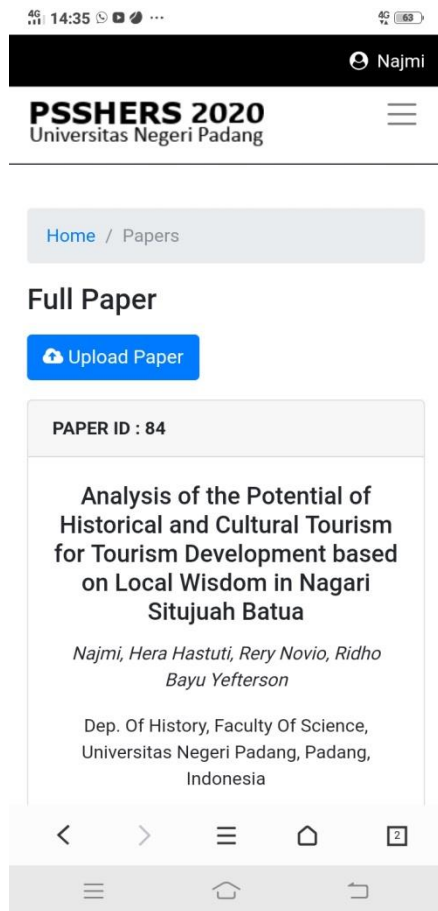 4G 14:35 ... 4G 63
Najmi
PSSHERS 2020
Universitas Negeri Padang
Home / Papers
Full Paper
Upload Paper
PAPER ID : 84
Analysis of the Potential of
Historical and Cultural Tourism
for Tourism Development based
on Local Wisdom in Nagari
Situjuah Batua
Najmi, Hera Hastuti, Rery Novio, Ridho
Bayu Yefterson
Dep. Of History, Faculty Of Science,
Universitas Negeri Padang, Padang,
Indonesia
2